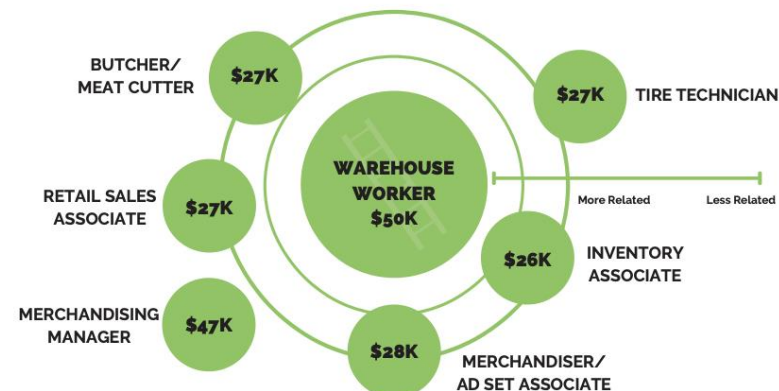 BUTCHER/
MEAT CUTTER
$27K
$27K
TIRE TECHNICIAN
WAREHOUSE
WORKER
$50K
RETAIL SALES
ASSOCIATE
$27K
More Related
Less Related
$26K
INVENTORY
ASSOCIATE
MERCHANDISING
MANAGER
$47K
$28K
MERCHANDISER/
AD SET ASSOCIATE